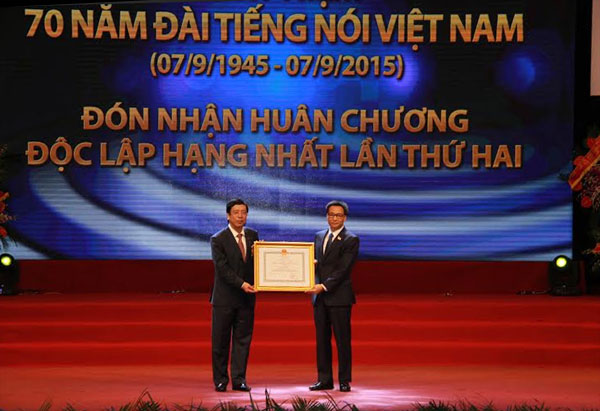 70 NĂM ĐÀI TIẾNG NÓI VIỆT NAM
(07/9/1945 - 07/9/2015)
ĐÓN NHẬN HUÂN CHƯƠNG
ĐỘC LẬP HẠNG NHẤT LẦN THỨ HAI